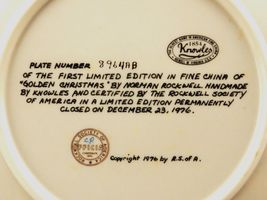 1854
Knowles
PLATE NUMBER 8964AB
OF THE FIRST LIMITED EDITION IN FINE CHINA OF
"GOLDEN CHRISTMAS" BY NORMAN ROCKWELL. HANDMADE
BY KNOWLES AND CERTIFIED BY THE ROCKWELL SOCIETY
OF AMERICA IN A LIMITED EDITION PERMANENTLY
CLOSED ON DECEMBER 23, 1976.
Copyright 1976 by R.S.of A.